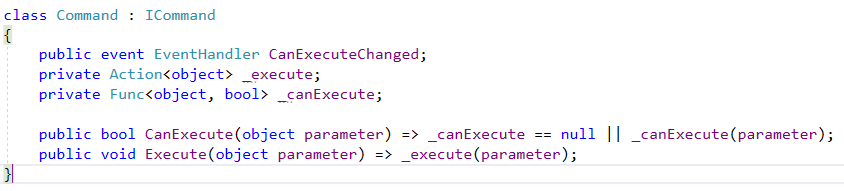 class Command : ICommand
{
public event EventHandler CanExecuteChanged;
private Action<object> _execute;
private Func<object, bool> _canExecute;
public bool CanExecute(object parameter) => _canExecute == null || _canExecute(parameter);
public void Execute(object parameter) => _execute(parameter);
}